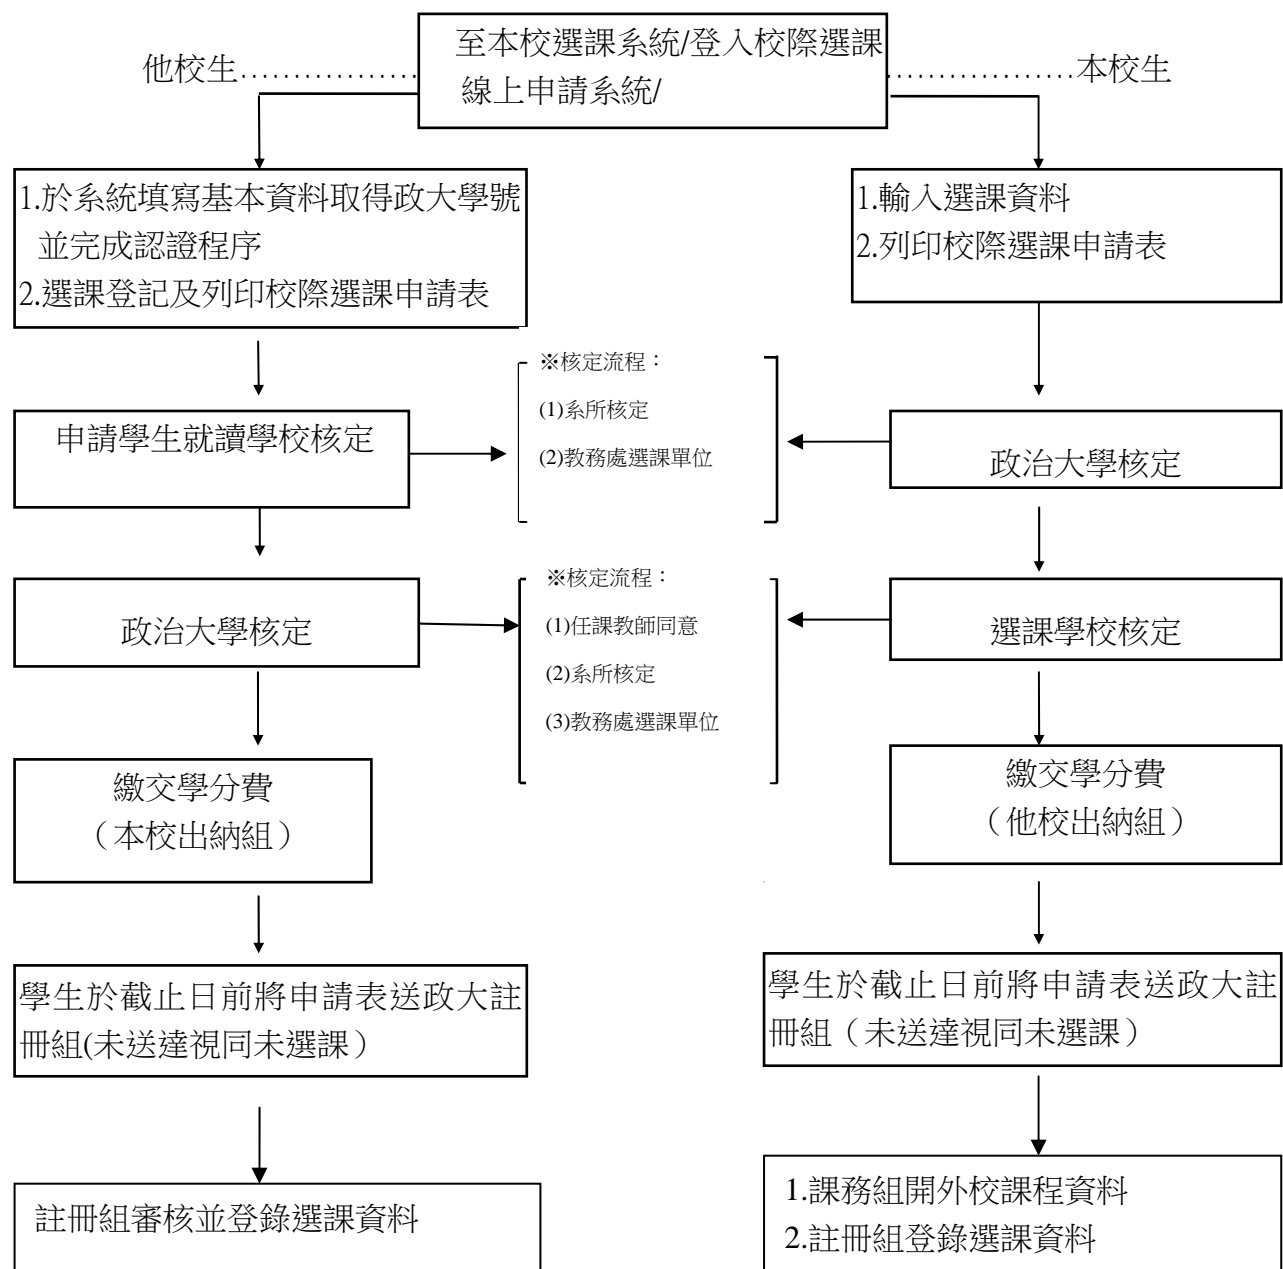 至本校選課系統/登入校際選課
線上申請系統/
他校生
本校生
1.於系統填寫基本資料取得政大學號
並完成認證程序
2.選課登記及列印校際選課申請表
1.輸入選課資料
2.列印校際選課申請表
※核定流程：
(1)系所核定
(2)教務處選課單位
申請學生就讀學校核定
政治大學核定
※核定流程：
(1)任課教師同意
(2)系所核定
(3)教務處選課單位
政治大學核定
選課學校核定
繳交學分費
（本校出納組）
繳交學分費
（他校出納組）
學生於截止日前將申請表送政大註
冊組(未送達視同未選課）
學生於截止日前將申請表送政大註
冊組（未送達視同未選課）
註冊組審核並登錄選課資料
1.課務組開外校課程資料
2.註冊組登錄選課資料